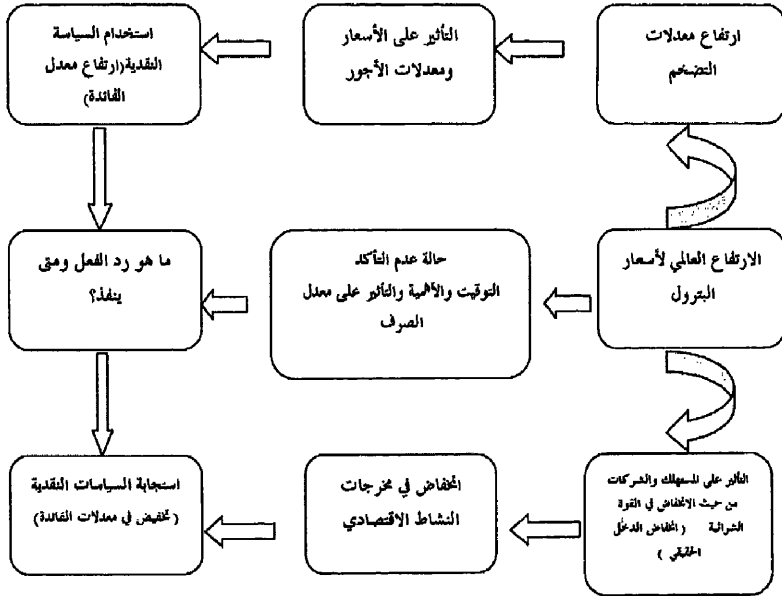 ارتفاع معدلات
التضخم
التأثير على الأسعار
ومعدلات الأجور
استخدام السياسة
النقدية(ارتفاع معدل
الفائدة)
الارتفاع العالمي لأسعار
البترول
حالة عدم التأكد
التوقيت والأهمية والتأثير على معدل
الصرف
ما هو رد الفعل ومتى
ينفذ؟
التأثير على المستهلك والشركات
من حيث الانخفاض في القوة
الشرائية ( انخفاض الدخل
الحقيقي )
انخفاض في مخرجات
النشاط الاقتصادي
استجابة السياسات النقدية
( تخفيض في معدلات الفائدة)